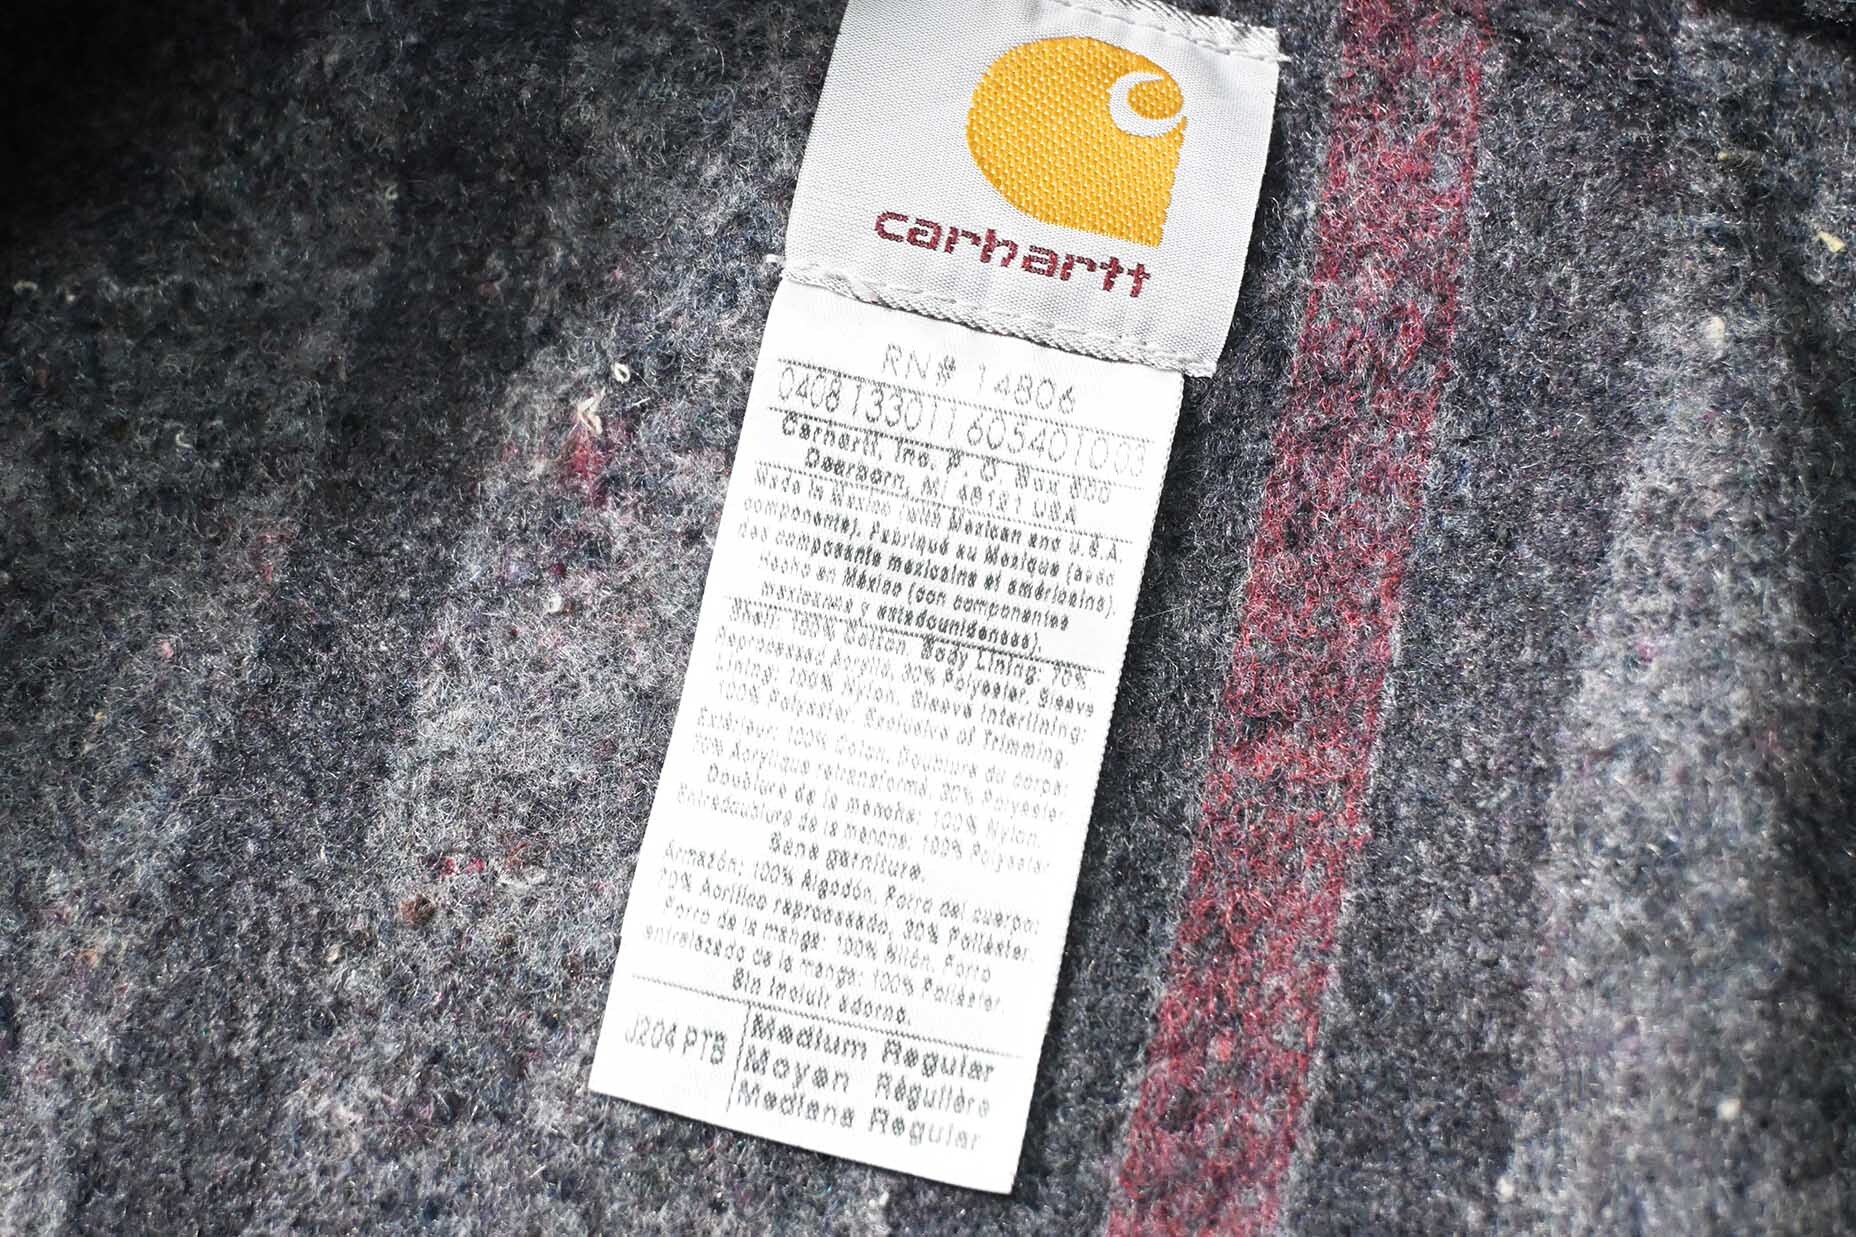 carhartt
RN# 14806
0408 133011 6054010 03
Carhartt, Inc. P. O. Box 600
Dearborn, MI 48121 USA
Made in Mexico (with Mexican and U.S.A.
components). Fabriqué au Mexique (avec
des composants mexicains et américains).
Hecho en México (con componentes
mexicanos y estadounidenses).
Shell: 100% Cotton. Body Lining: 70%
Reprocessed Acrylic, 30% Polyester. Sleeve
Lining: 100% Nylon. Sleeve Interlining:
100% Polyester. Exclusive of Trimming.
Extérieur: 100% Coton. Doublure du corps:
70% Acrylique retransformé, 30% Polyester.
Doublure de la manche: 100% Nylon.
Entredoublure de la manche: 100% Polyester
Sans garniture.
Armazón: 100% Algodón. Forro del cuerpo:
70% Acrílico reprocesado, 30% Poliéster.
Forro de la manga: 100% Nilón. Forro
entrelazado de la manga: 100% Poliéster.
Sin incluir adorno.
J204 PTB
Medium Regular
Moyen Régulière
Mediana Regular